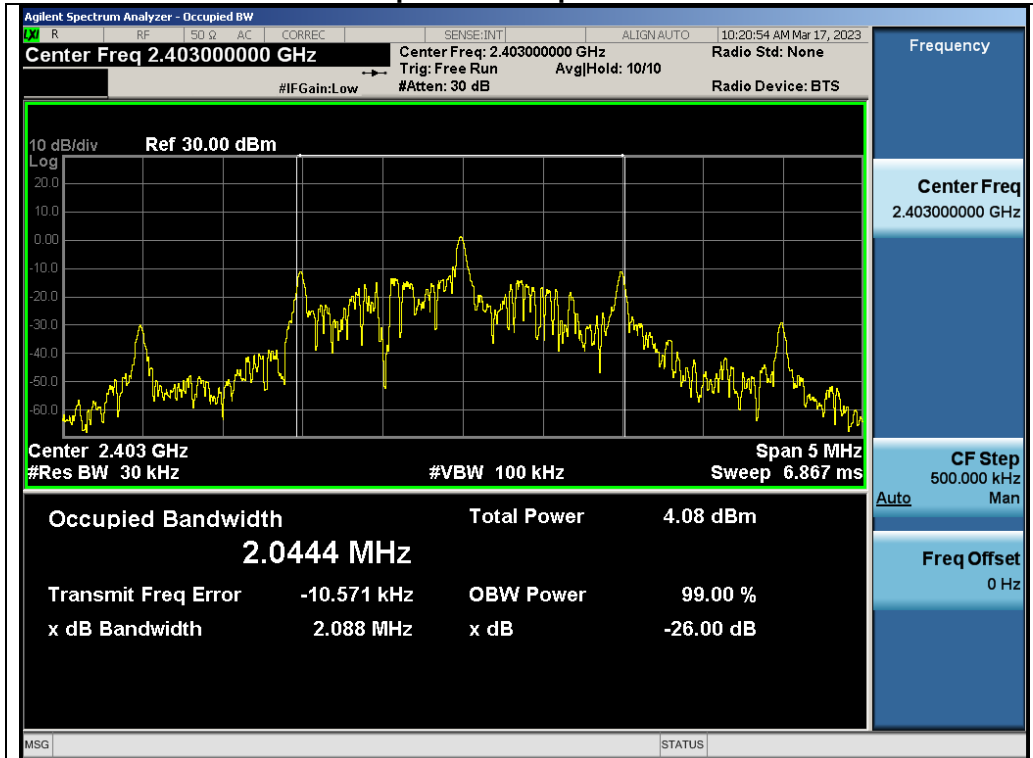 Agilent Spectrum Analyzer - Occupied BW
LXI R RF 50 Ω AC CORREC SENSE:INT ALIGN AUTO 10:20:54 AM Mar 17, 2023
Center Freq 2.403000000 GHz
Center Freq: 2.403000000 GHz
Radio Std: None
Trig: Free Run Avg|Hold: 10/10
#IFGain:Low
#Atten: 30 dB
Radio Device: BTS
10 dB/div Ref 30.00 dBm
Log
20.0
10.0
0.00
-10.0
-20.0
-30.0
-40.0
-50.0
-60.0
Center 2.403 GHz Span 5 MHz
#Res BW 30 kHz #VBW 100 kHz Sweep 6.867 ms
Occupied Bandwidth Total Power 4.08 dBm
2.0444 MHz
Transmit Freq Error -10.571 kHz OBW Power 99.00 %
x dB Bandwidth 2.088 MHz x dB -26.00 dB
Frequency
Center Freq
2.403000000 GHz
CF Step
500.000 kHz
Auto Man
Freq Offset
0 Hz
MSG STATUS